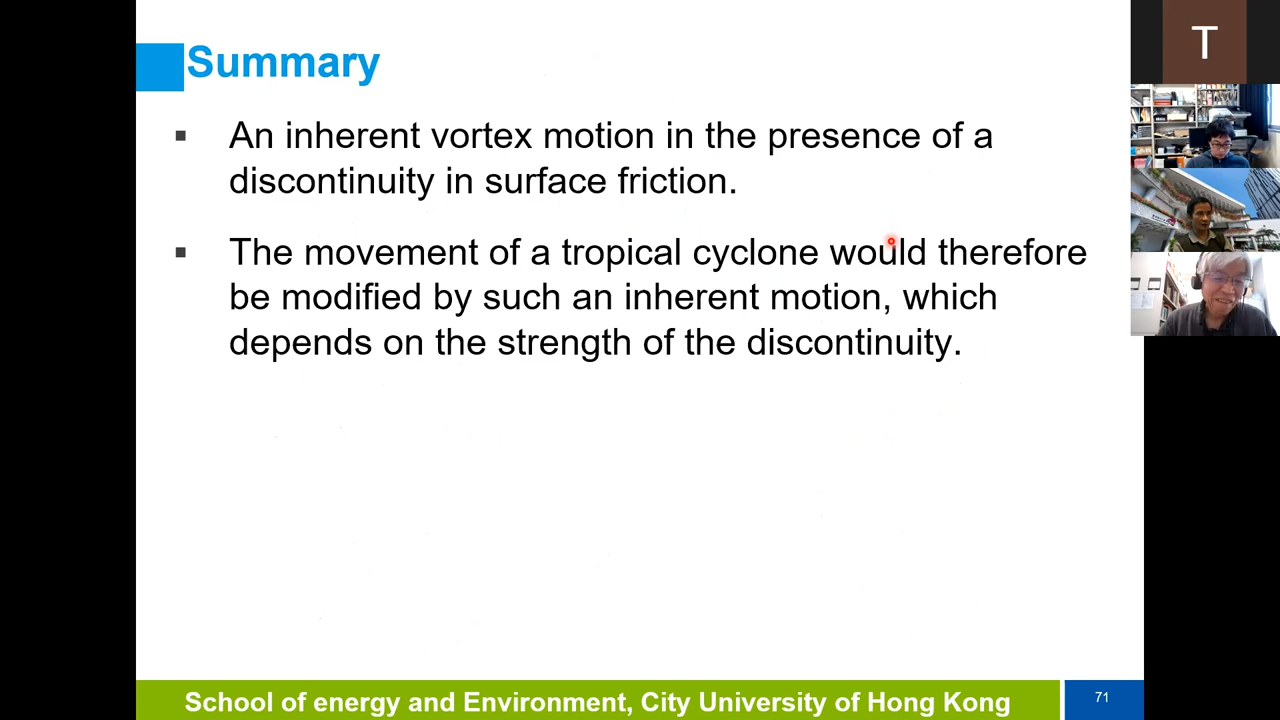 Summary
T
▪ An inherent vortex motion in the presence of a
discontinuity in surface friction.
▪ The movement of a tropical cyclone would therefore
be modified by such an inherent motion, which
depends on the strength of the discontinuity.
School of energy and Environment, City University of Hong Kong
71